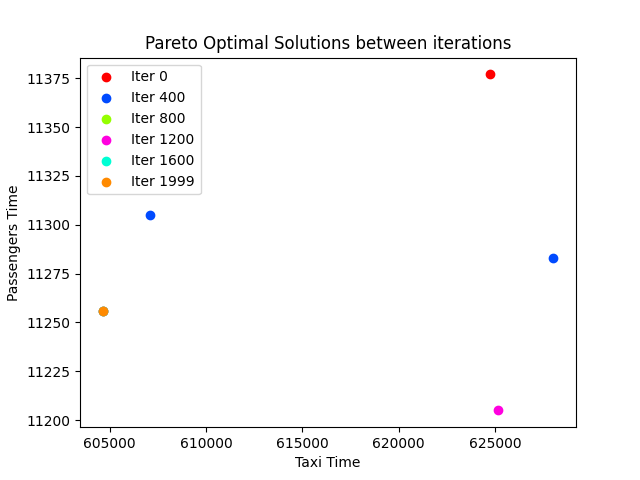 Pareto Optimal Solutions between iterations
Iter 0
Iter 400
Iter 800
Iter 1200
Iter 1600
Iter 1999
11375
11350
11325
11300
11275
11250
11225
11200
Passengers Time
605000 610000 615000 620000 625000
Taxi Time